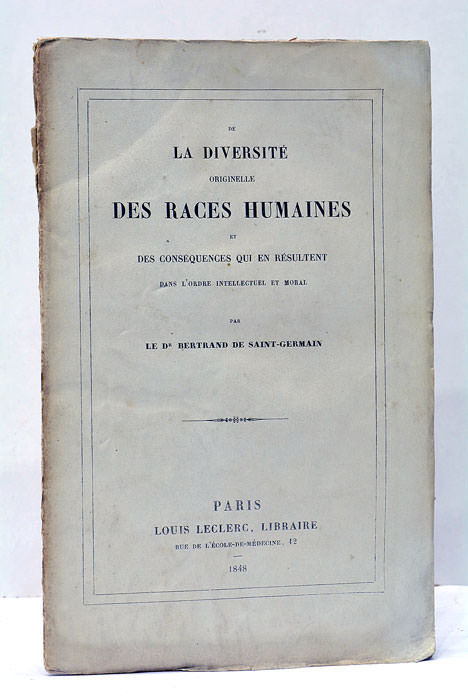 DE
LA DIVERSITÉ
ORIGINELLE
DES RACES HUMAINES
ET
DES CONSÉQUENCES QUI EN RÉSULTENT
DANS L'ORDRE INTELLECTUEL ET MORAL
PAR
LE Dʀ BERTRAND DE SAINT-GERMAIN
PARIS
LOUIS LECLERC, LIBRAIRE
RUE DE L'ÉCOLE-DE-MÉDECINE, 12
1848